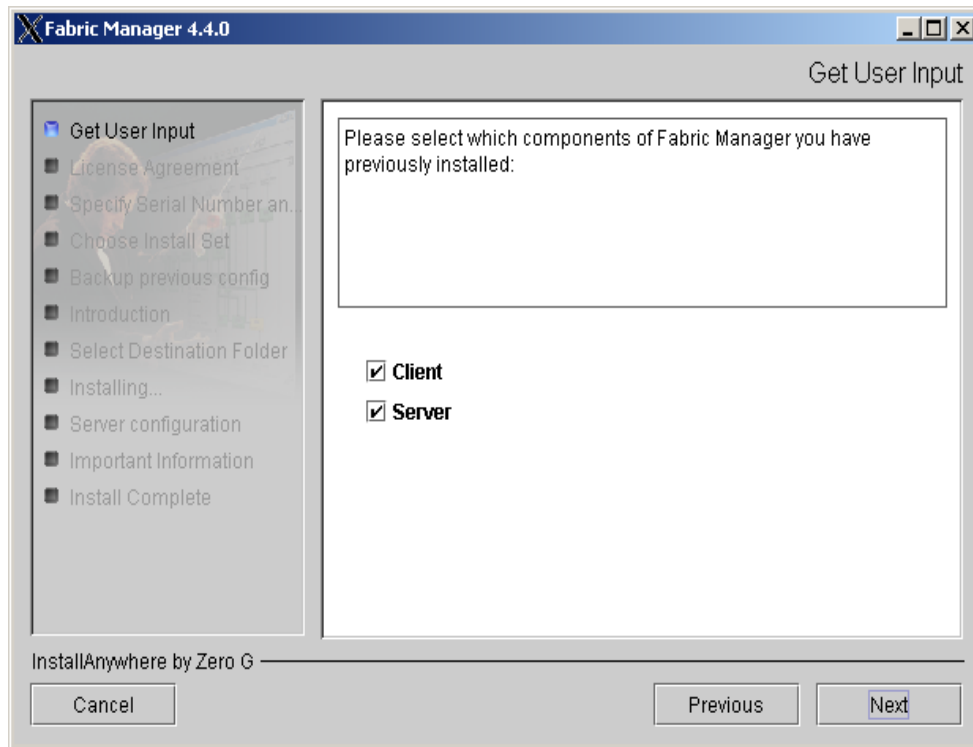 Fabric Manager 4.4.0
Get User Input
Get User Input
License Agreement
Specify Serial Number an...
Choose Install Set
Backup previous config
Introduction
Select Destination Folder
Installing...
Server configuration
Important Information
Install Complete
Please select which components of Fabric Manager you have
previously installed:
Client
Server
InstallAnywhere by Zero G
Cancel
Previous
Next